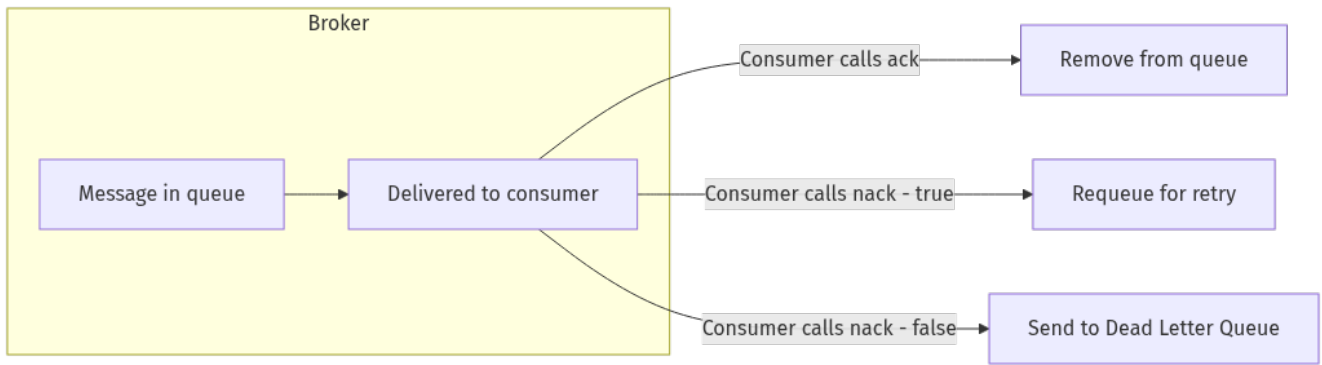 Broker
Message in queue
Delivered to consumer
Consumer calls ack
Remove from queue
Consumer calls nack - true
Requeue for retry
Consumer calls nack - false
Send to Dead Letter Queue